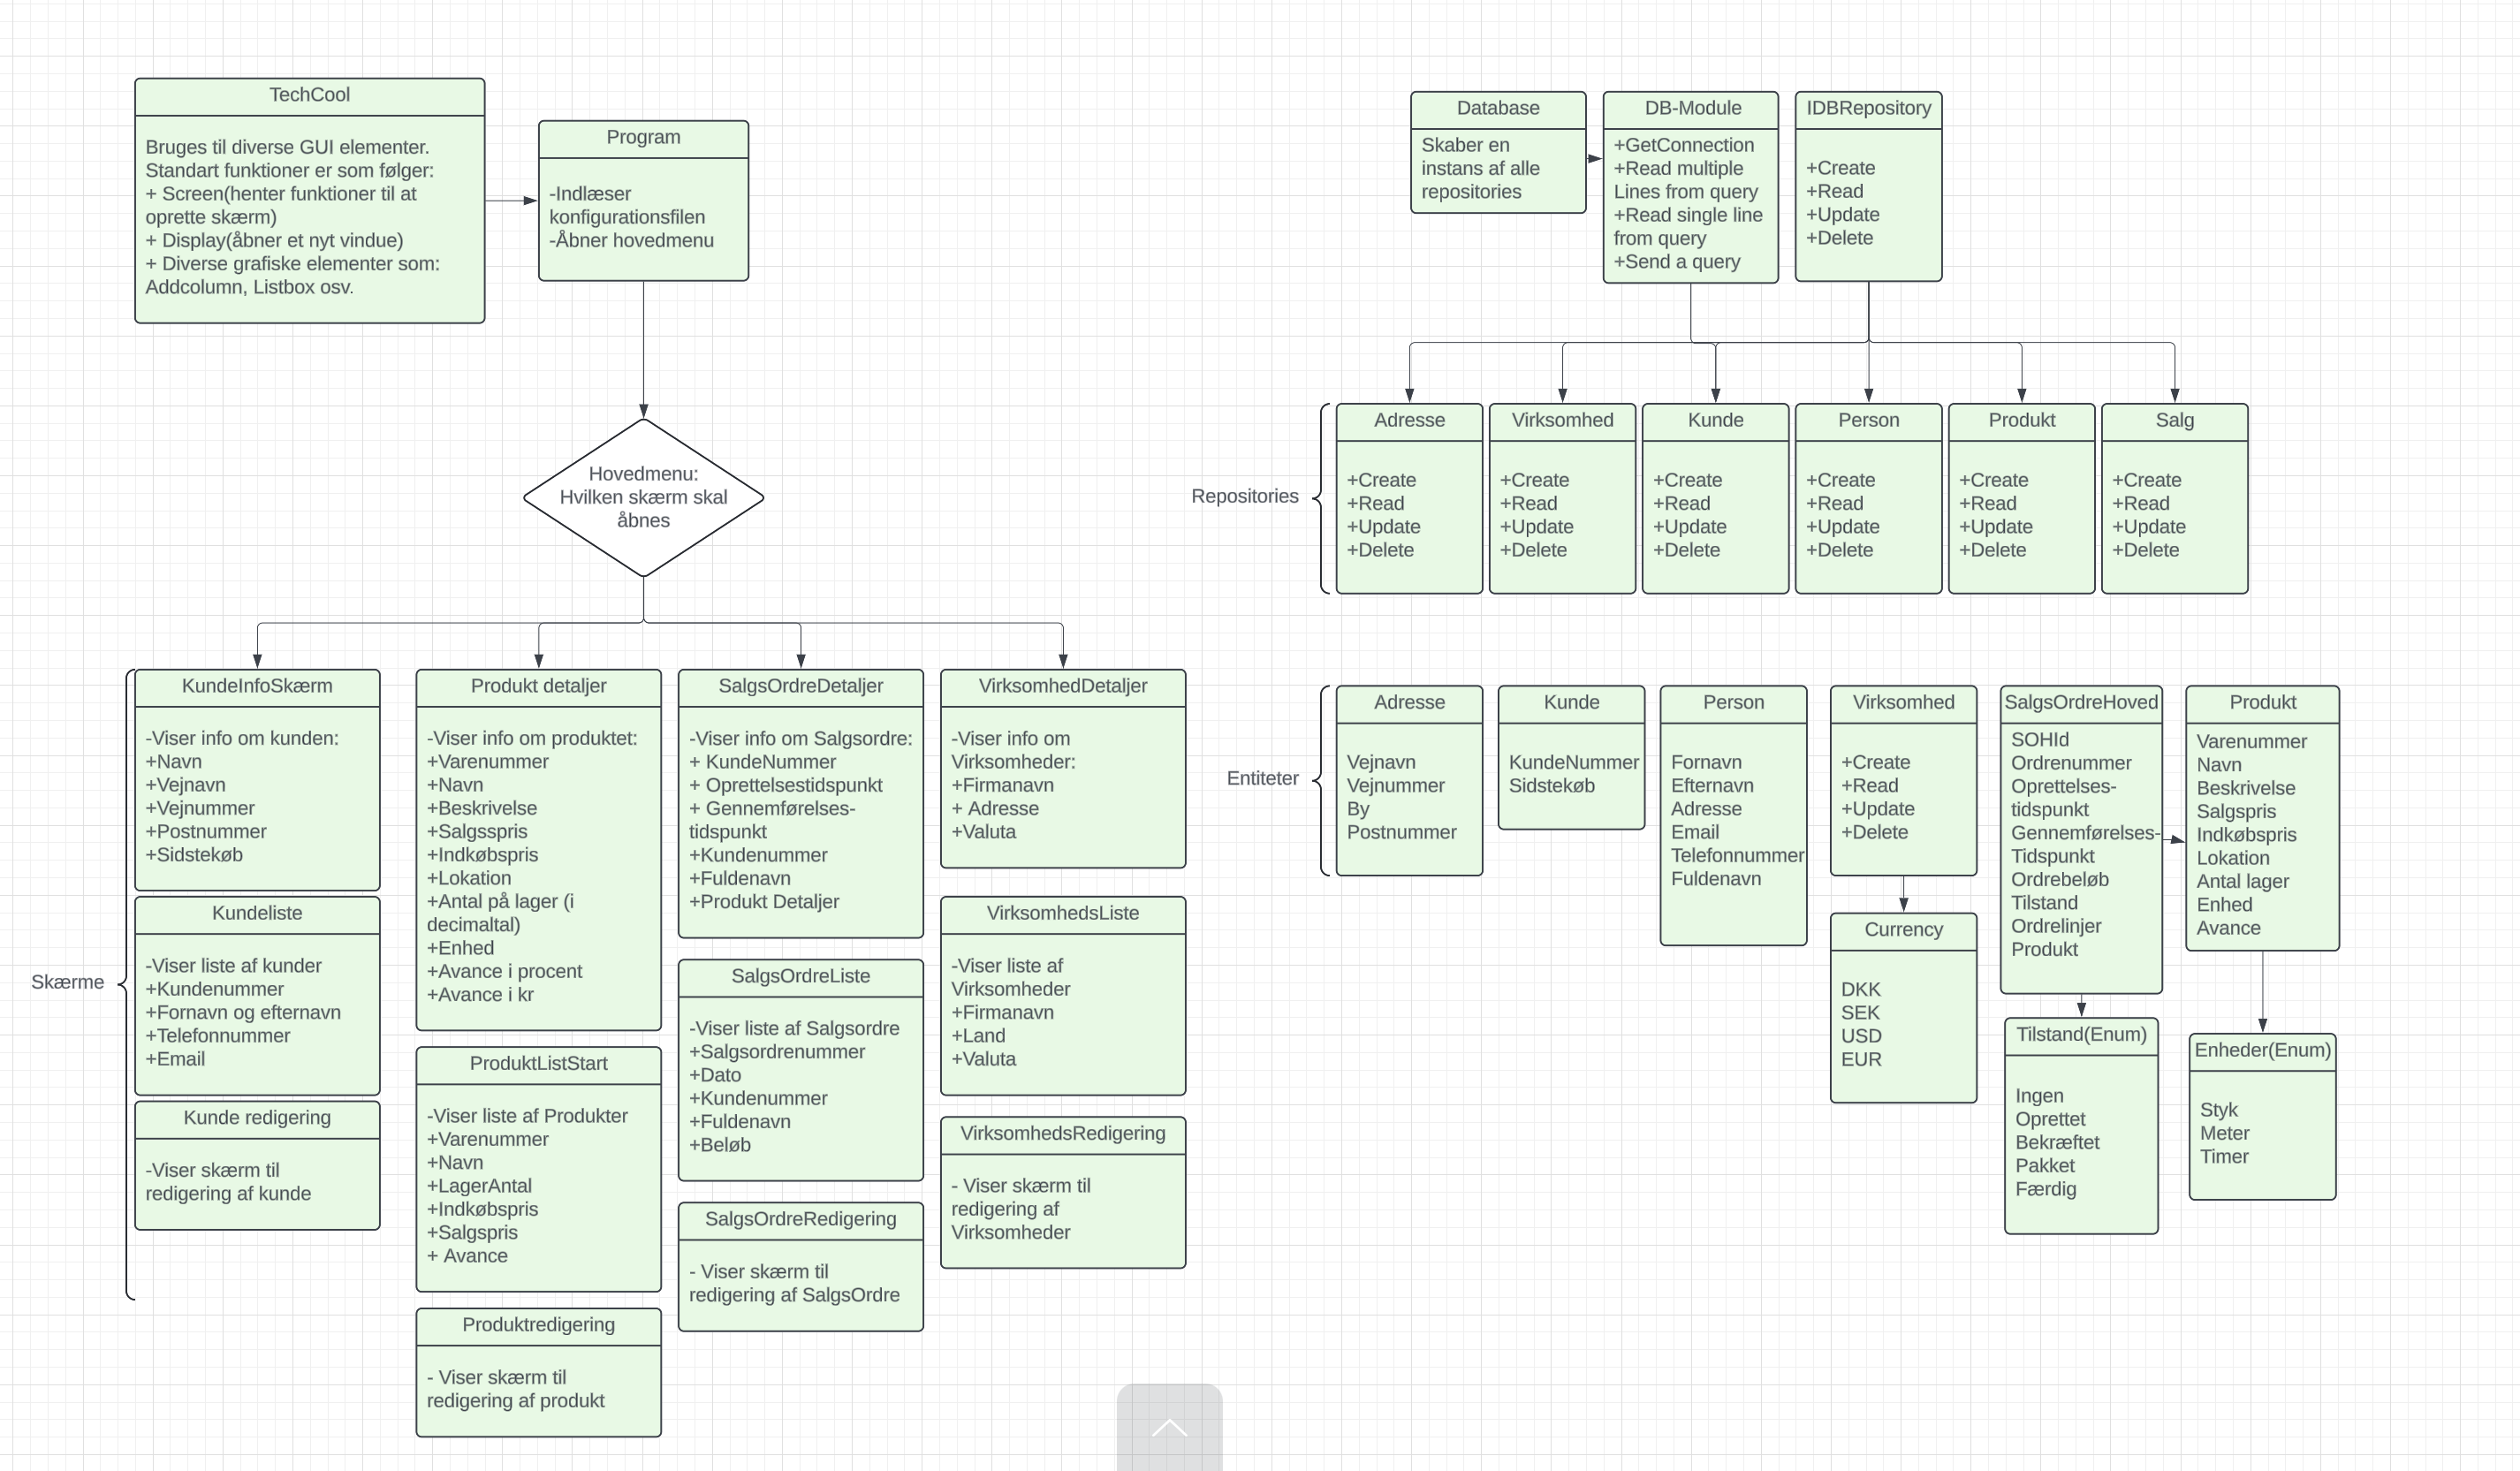 TechCool
Bruges til diverse GUI elementer.
Standart funktioner er som følger:
+ Screen(henter funktioner til at
oprette skærm)
+ Display(åbner et nyt vindue)
+ Diverse grafiske elementer som:
Addcolumn, Listbox osv.
Program
-Indlæser
konfigurationsfilen
-Åbner hovedmenu
Hovedmenu:
Hvilken skærm skal
åbnes
Skærme
KundeInfoSkærm
-Viser info om kunden:
+Navn
+Vejnavn
+Vejnummer
+Postnummer
+Sidstekøb
Kundeliste
-Viser liste af kunder
+Kundenummer
+Fornavn og efternavn
+Telefonnummer
+Email
Kunde redigering
-Viser skærm til
redigering af kunde
Produkt detaljer
-Viser info om produktet:
+Varenummer
+Navn
+Beskrivelse
+Salgsspris
+Indkøbspris
+Lokation
+Antal på lager (i
decimaltal)
+Enhed
+Avance i procent
+Avance i kr
ProduktListStart
-Viser liste af Produkter
+Varenummer
+Navn
+LagerAntal
+Indkøbspris
+Salgspris
+ Avance
Produktredigering
- Viser skærm til
redigering af produkt
SalgsOrdreDetaljer
-Viser info om Salgsordre:
+ KundeNummer
+ Oprettelsestidspunkt
+ Gennemførelses-
tidspunkt
+Kundenummer
+Fuldenavn
+Produkt Detaljer
SalgsOrdreListe
-Viser liste af Salgsordre
+Salgsordrenummer
+Dato
+Kundenummer
+Fuldenavn
+Beløb
SalgsOrdreRedigering
- Viser skærm til
redigering af SalgsOrdre
VirksomhedDetaljer
-Viser info om
Virksomheder:
+Firmanavn
+ Adresse
+Valuta
VirksomhedsListe
-Viser liste af
Virksomheder
+Firmanavn
+Land
+Valuta
VirksomhedsRedigering
- Viser skærm til
redigering af
Virksomheder
Database
Skaber en
instans af alle
repositories
DB-Module
+GetConnection
+Read multiple
Lines from query
+Read single line
from query
+Send a query
IDBRepository
+Create
+Read
+Update
+Delete
Repositories
Adresse
+Create
+Read
+Update
+Delete
Virksomhed
+Create
+Read
+Update
+Delete
Kunde
+Create
+Read
+Update
+Delete
Person
+Create
+Read
+Update
+Delete
Produkt
+Create
+Read
+Update
+Delete
Salg
+Create
+Read
+Update
+Delete
Entiteter
Adresse
Vejnavn
Vejnummer
By
Postnummer
Kunde
KundeNummer
Sidstekøb
Person
Fornavn
Efternavn
Adresse
Email
Telefonnummer
Fuldenavn
Virksomhed
+Create
+Read
+Update
+Delete
Currency
DKK
SEK
USD
EUR
SalgsOrdreHoved
SOHId
Ordrenummer
Oprettelses-
tidspunkt
Gennemførelses-
Tidspunkt
Ordrebeløb
Tilstand
Ordrelinjer
Produkt
Tilstand(Enum)
Ingen
Oprettet
Bekræftet
Pakket
Færdig
Produkt
Varenummer
Navn
Beskrivelse
Salgspris
Indkøbspris
Lokation
Antal lager
Enhed
Avance
Enheder(Enum)
Styk
Meter
Timer